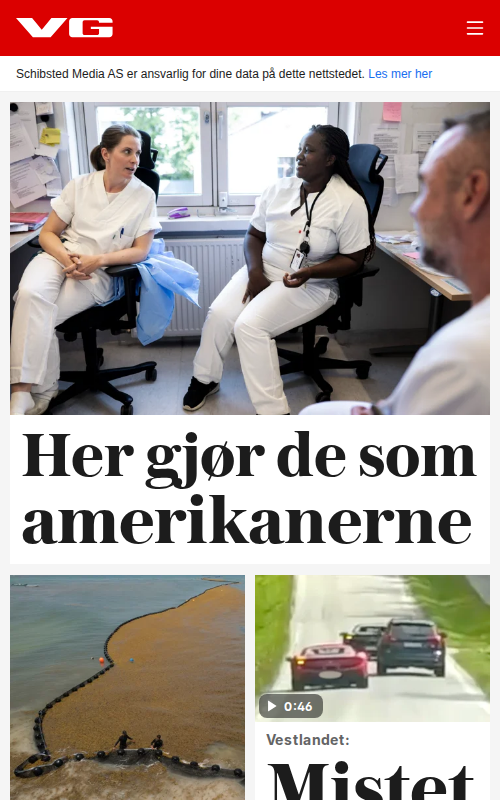 VG
Schibsted Media AS er ansvarlig for dine data på dette nettstedet. Les mer her
Her gjør de som
amerikanerne
0:46
Vestlandet:
Mistet